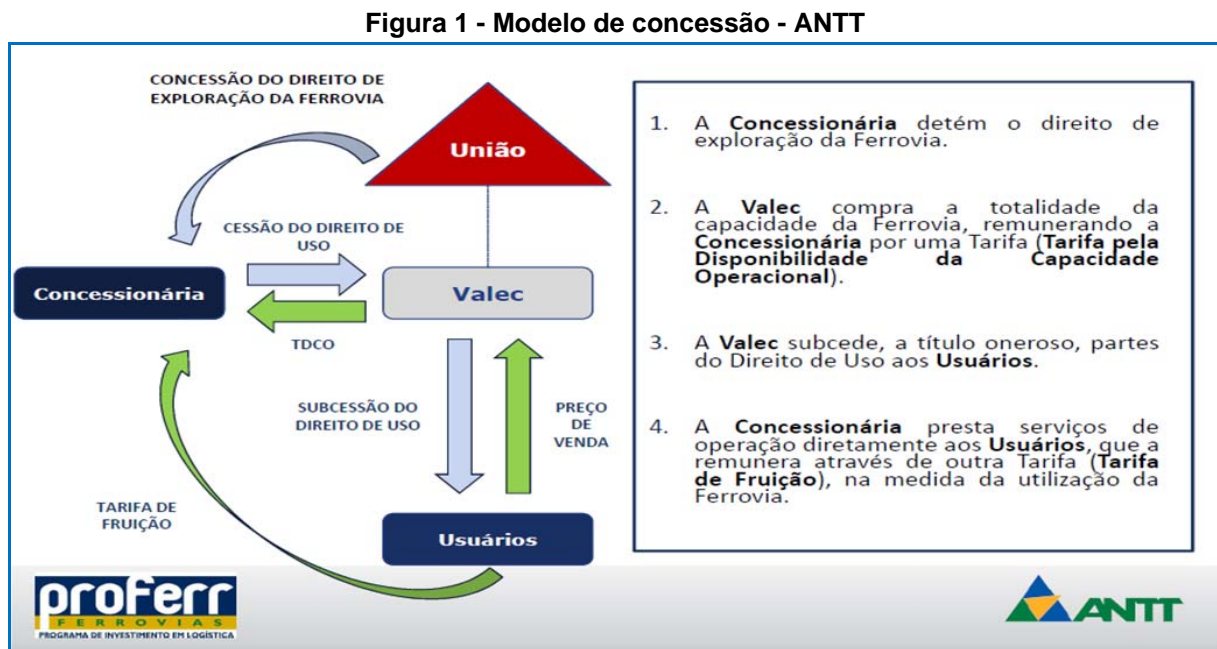 Figura 1 - Modelo de concessão - ANTT
CONCESSÃO DO DIREITO DE
EXPLORAÇÃO DA FERROVIA
União
CESSÃO DO DIREITO DE
USO
Concessionária
Valec
TDCO
SUBCESSÃO DO
DIREITO DE USO
PREÇO
DE
VENDA
TARIFA DE
FRUIÇÃO
Usuários
1. A Concessionária detém o direito de
exploração da Ferrovia.
2. A Valec compra a totalidade da
capacidade da Ferrovia, remunerando a
Concessionária por uma Tarifa (Tarifa pela
Disponibilidade da Capacidade
Operacional).
3. A Valec subcede, a título oneroso, partes
do Direito de Uso aos Usuários.
4. A Concessionária presta serviços de
operação diretamente aos Usuários, que a
remunera através de outra Tarifa (Tarifa
de Fruição), na medida da utilização da
Ferrovia.
proferr
FERROVIAS
PROGRAMA DE INVESTIMENTO EM LOGÍSTICA
ANTT